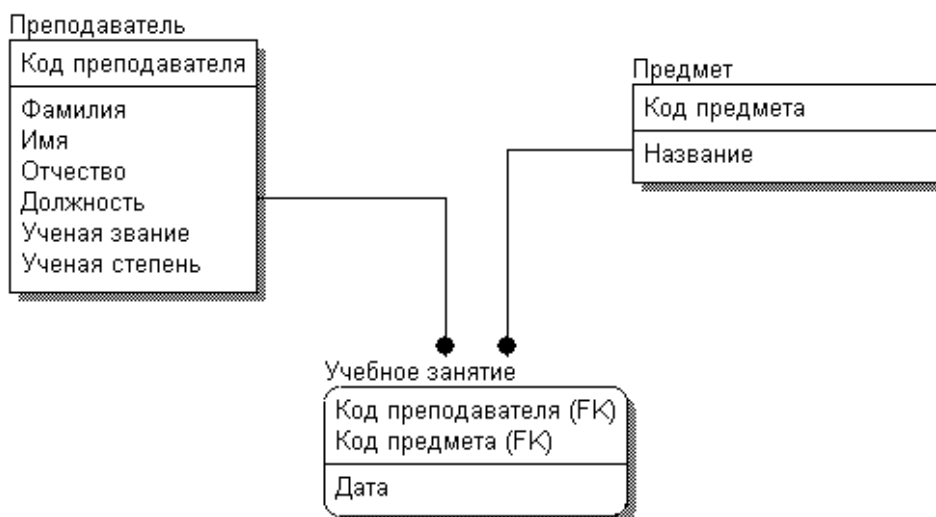 Преподаватель
Код преподавателя
Фамилия
Имя
Отчество
Должность
Ученая звание
Ученая степень
Предмет
Код предмета
Название
Учебное занятие
Код преподавателя (FK)
Код предмета (FK)
Дата